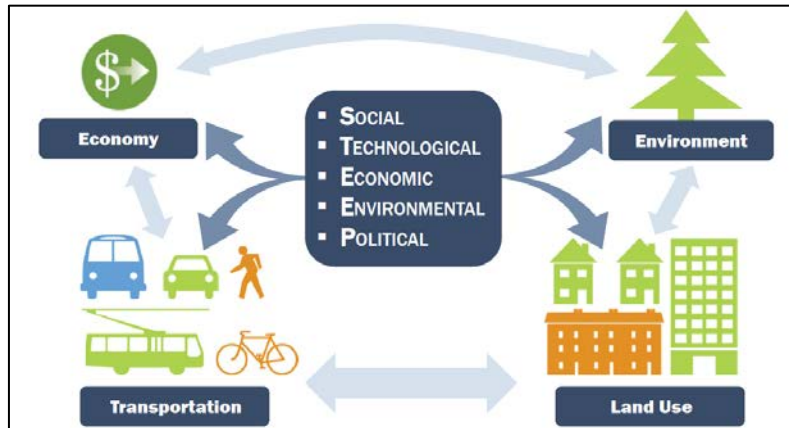 $
Economy
▪ SOCIAL
▪ TECHNOLOGICAL
▪ ECONOMIC
▪ ENVIRONMENTAL
▪ POLITICAL
Environment
Transportation
Land Use